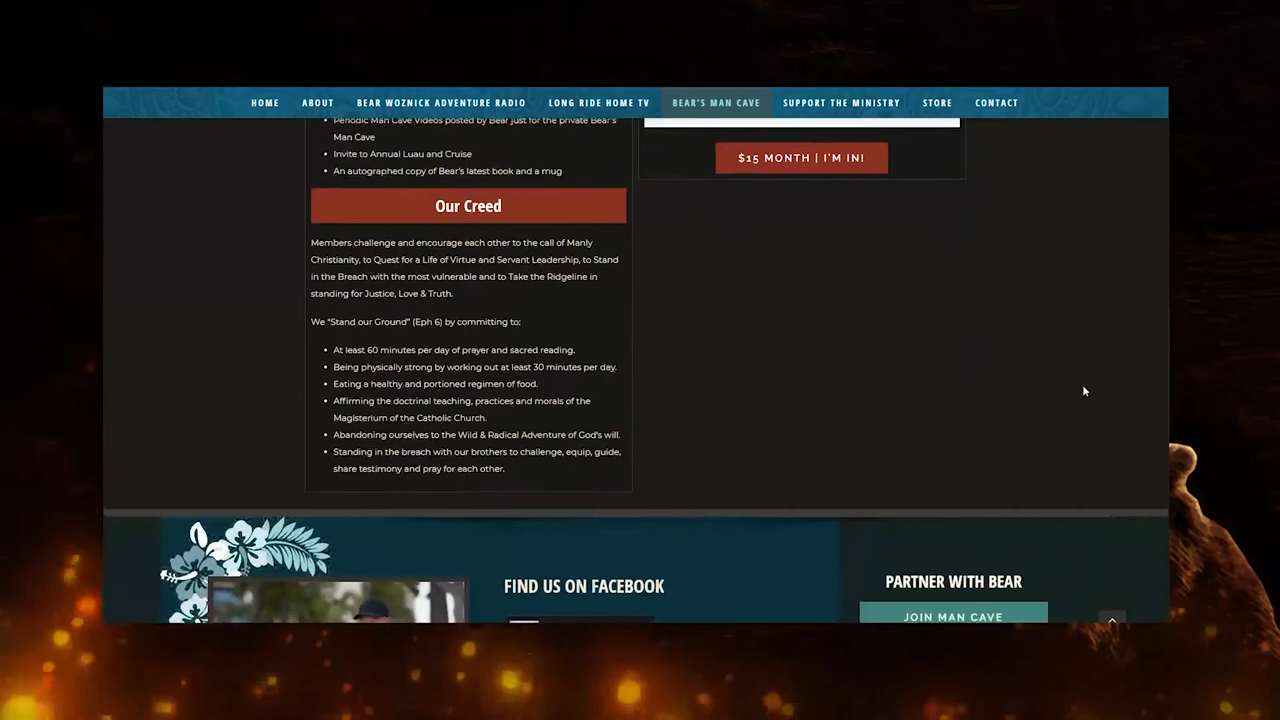 HOME ABOUT BEAR WOZNICK ADVENTURE RADIO LONG RIDE HOME TV BEAR'S MAN CAVE SUPPORT THE MINISTRY STORE CONTACT
• Periodic Man Cave Videos posted by Bear just for the private Bear's
Man Cave
• Invite to Annual Luau and Cruise
• An autographed copy of Bear's latest book and a mug
$15 MONTH | I'M IN!
Our Creed
Members challenge and encourage each other to the call of Manly
Christianity, to Quest for a Life of Virtue and Servant Leadership, to Stand
in the Breach with the most vulnerable and to Take the Ridgeline in
standing for Justice, Love & Truth.
We "Stand our Ground" (Eph 6) by committing to:
• At least 60 minutes per day of prayer and sacred reading.
• Being physically strong by working out at least 30 minutes per day.
• Eating a healthy and portioned regimen of food.
• Affirming the doctrinal teaching, practices and morals of the
Magisterium of the Catholic Church.
• Abandoning ourselves to the Wild & Radical Adventure of God's will.
• Standing in the breach with our brothers to challenge, equip, guide,
share testimony and pray for each other.
FIND US ON FACEBOOK
PARTNER WITH BEAR
JOIN MAN CAVE